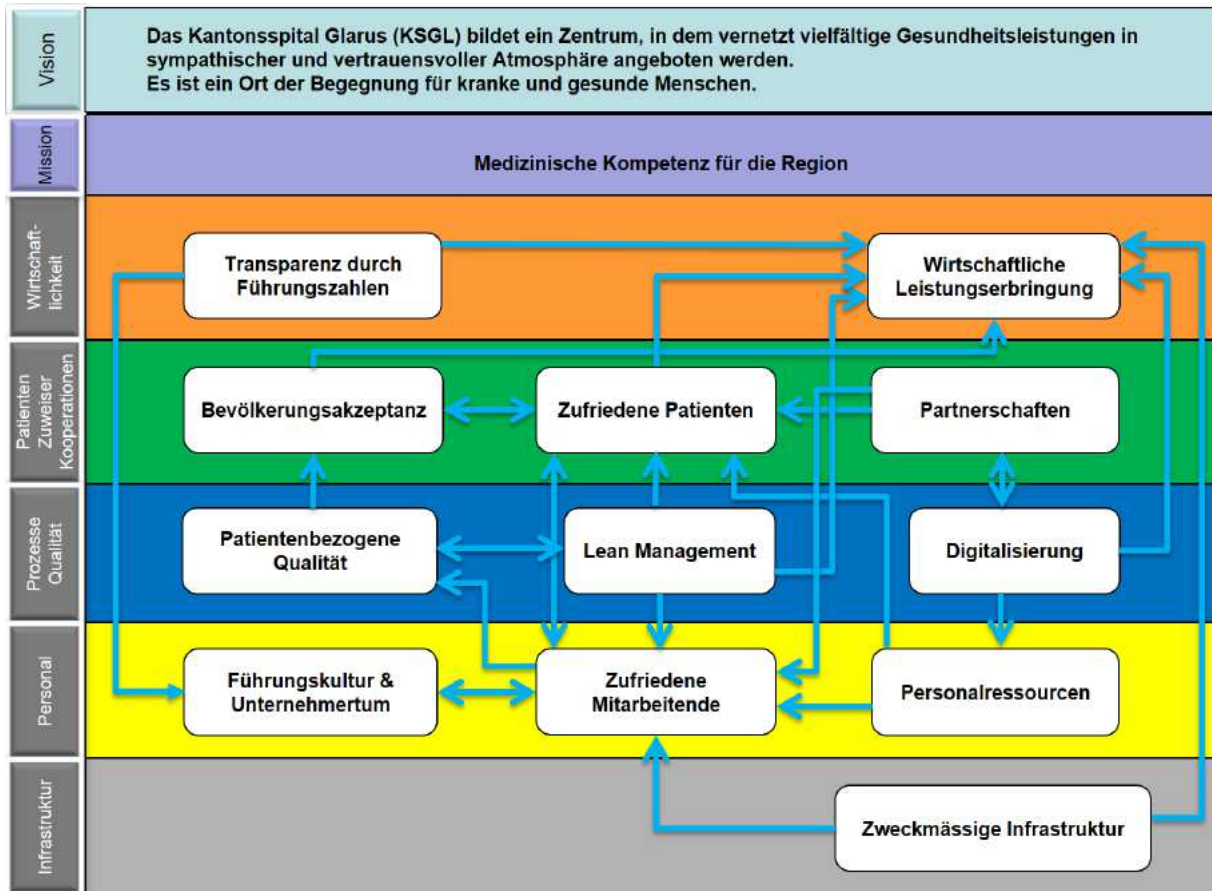 Vision
Das Kantonsspital Glarus (KSGL) bildet ein Zentrum, in dem vernetzt vielfältige Gesundheitsleistungen in
sympathischer und vertrauensvoller Atmosphäre angeboten werden.
Es ist ein Ort der Begegnung für kranke und gesunde Menschen.
Mission
Medizinische Kompetenz für die Region
Wirtschaft-
lichkeit
Transparenz durch
Führungszahlen
Wirtschaftliche
Leistungserbringung
Patienten
Zuweiser
Kooperationen
Bevölkerungsakzeptanz
Zufriedene Patienten
Partnerschaften
Prozesse
Qualität
Patientenbezogene
Qualität
Lean Management
Digitalisierung
Personal
Führungskultur &
Unternehmertum
Zufriedene
Mitarbeitende
Personalressourcen
Infrastruktur
Zweckmässige Infrastruktur